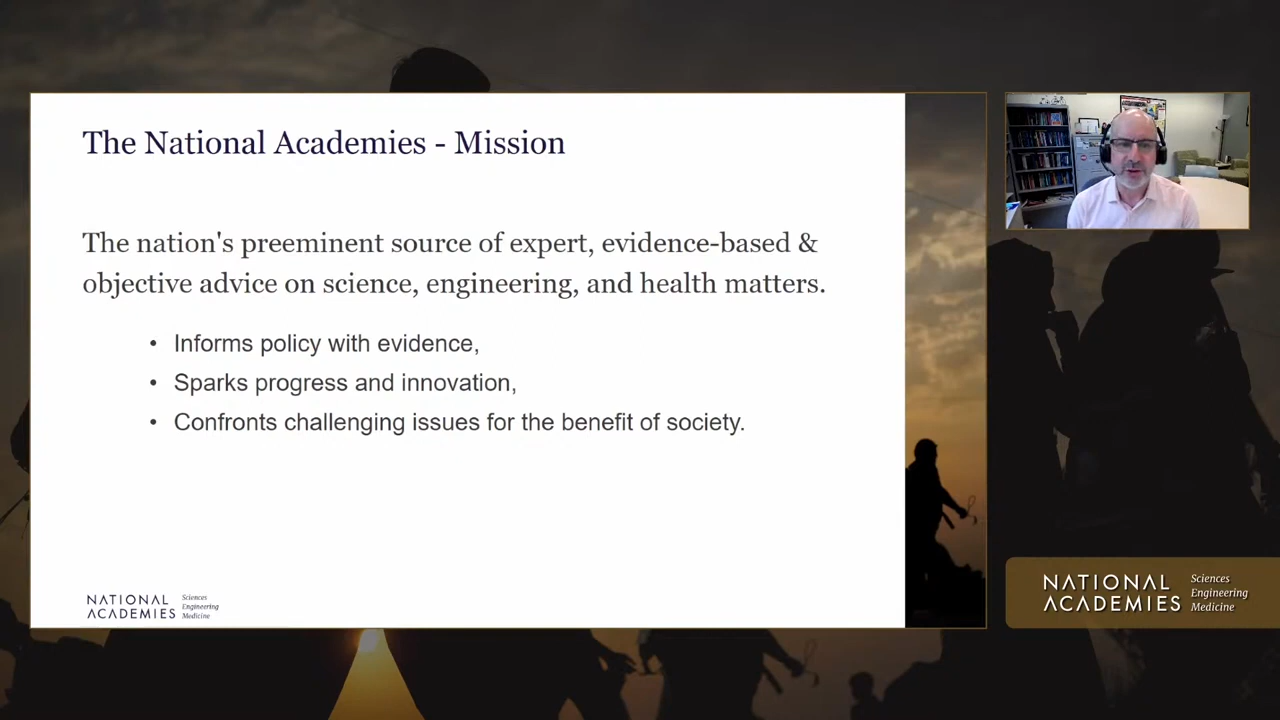 The National Academies - Mission
The nation's preeminent source of expert, evidence-based &
objective advice on science, engineering, and health matters.
• Informs policy with evidence,
• Sparks progress and innovation,
• Confronts challenging issues for the benefit of society.
NATIONAL
ACADEMIES
Sciences
Engineering
Medicine
NATIONAL
ACADEMIES
Sciences
Engineering
Medicine